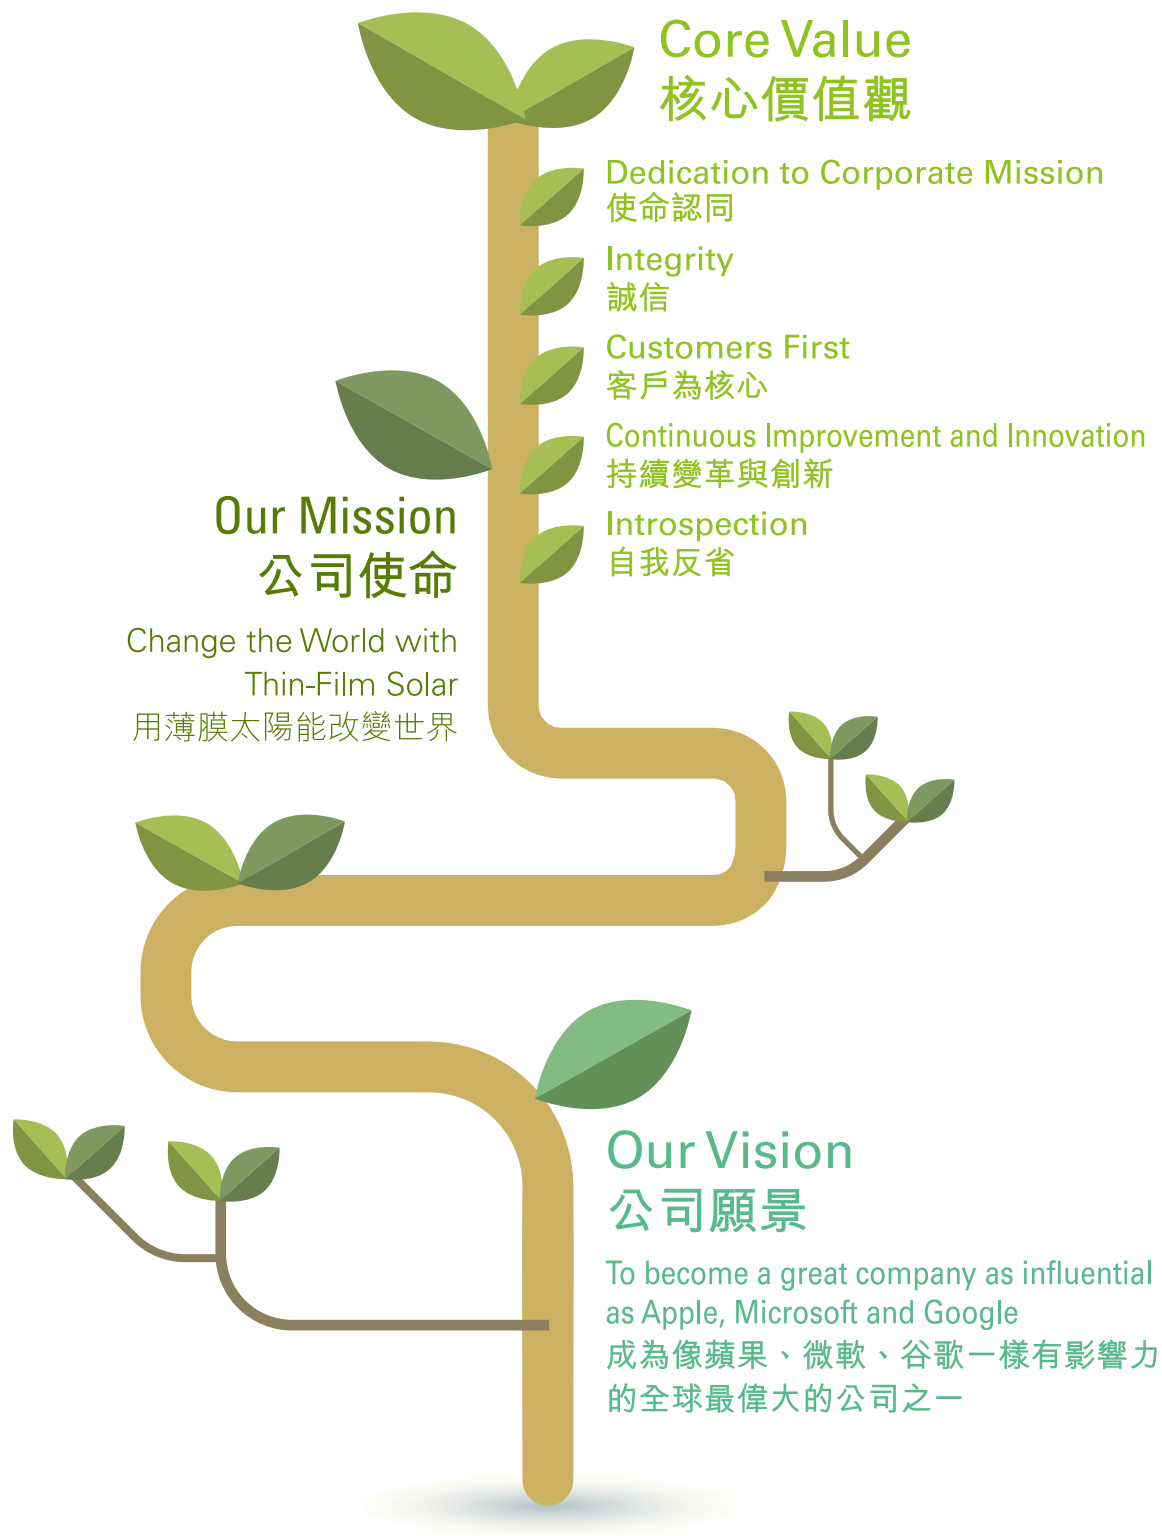 Core Value
核心價值觀
Dedication to Corporate Mission
使命認同
Integrity
誠信
Customers First
客戶為核心
Continuous Improvement and Innovation
持續變革與創新
Introspection
自我反省
Our Mission
公司使命
Change the World with
Thin-Film Solar
用薄膜太陽能改變世界
Our Vision
公司願景
To become a great company as influential
as Apple, Microsoft and Google
成為像蘋果、微軟、谷歌一樣有影響力
的全球最偉大的公司之一